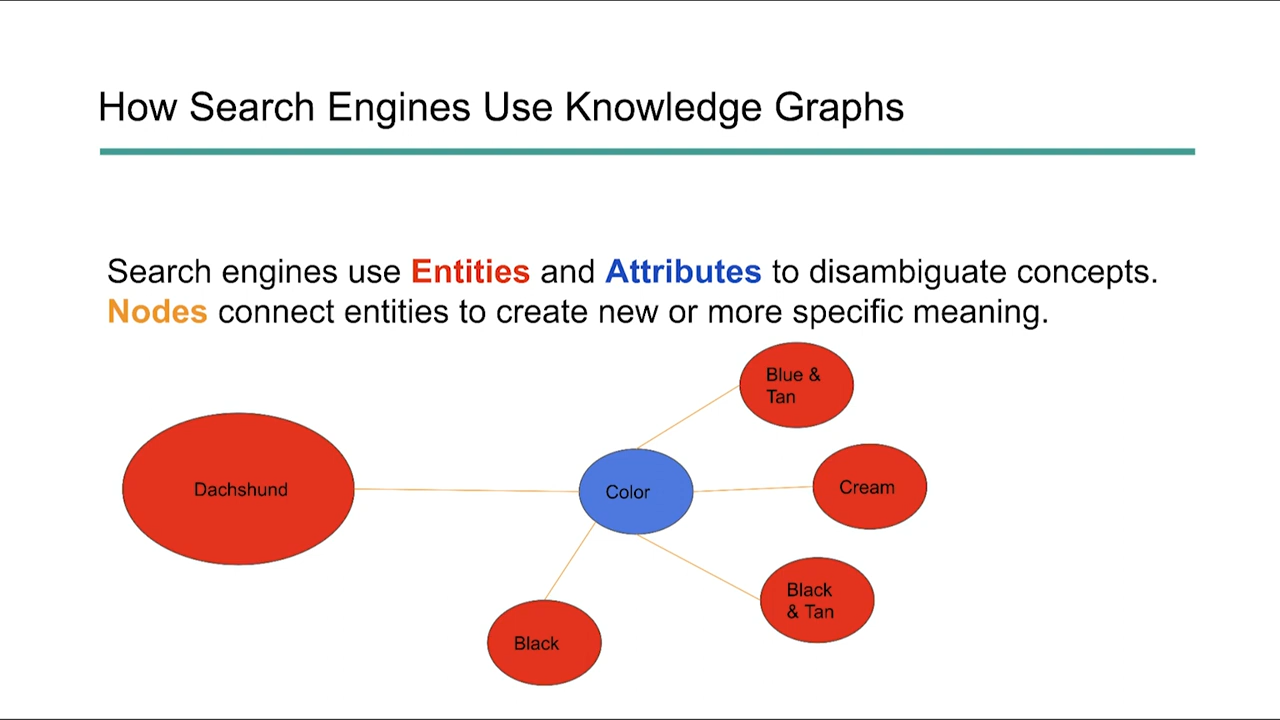 How Search Engines Use Knowledge Graphs
Search engines use Entities and Attributes to disambiguate concepts.
Nodes connect entities to create new or more specific meaning.
Blue &
Tan
Dachshund
Color
Cream
Black
& Tan
Black